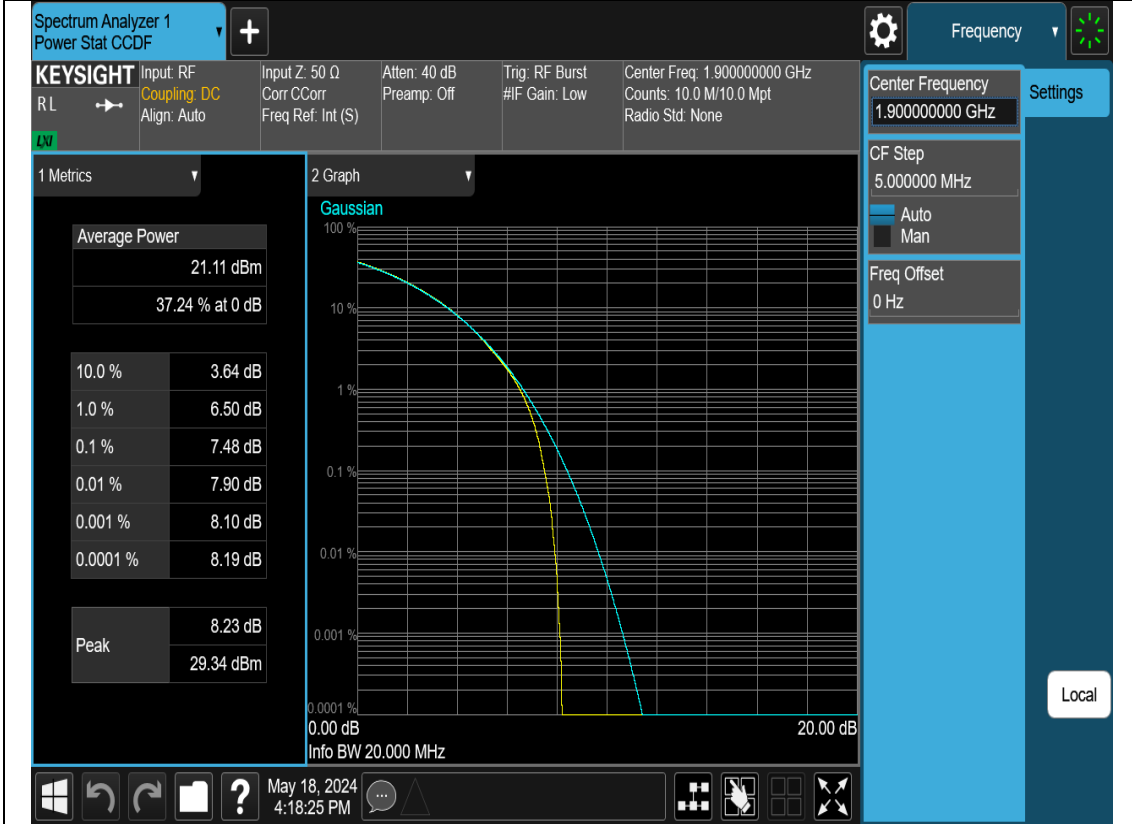 Spectrum Analyzer 1
Power Stat CCDF
+
Frequency
KEYSIGHT
RL
LXI
Input: RF
Coupling: DC
Align: Auto
Input Z: 50 Ω
Corr CCorr
Freq Ref: Int (S)
Atten: 40 dB
Preamp: Off
Trig: RF Burst
#IF Gain: Low
Center Freq: 1.900000000 GHz
Counts: 10.0 M/10.0 Mpt
Radio Std: None
Center Frequency
1.900000000 GHz
Settings
CF Step
5.000000 MHz
Auto
Man
Freq Offset
0 Hz
Local
1 Metrics
Average Power
21.11 dBm
37.24 % at 0 dB
10.0 % 3.64 dB
1.0 % 6.50 dB
0.1 % 7.48 dB
0.01 % 7.90 dB
0.001 % 8.10 dB
0.0001 % 8.19 dB
Peak
8.23 dB
29.34 dBm
2 Graph
Gaussian
100 %
10 %
1 %
0.1 %
0.01 %
0.001 %
0.0001 %
0.00 dB 20.00 dB
Info BW 20.000 MHz
?
May 18, 2024
4:18:25 PM